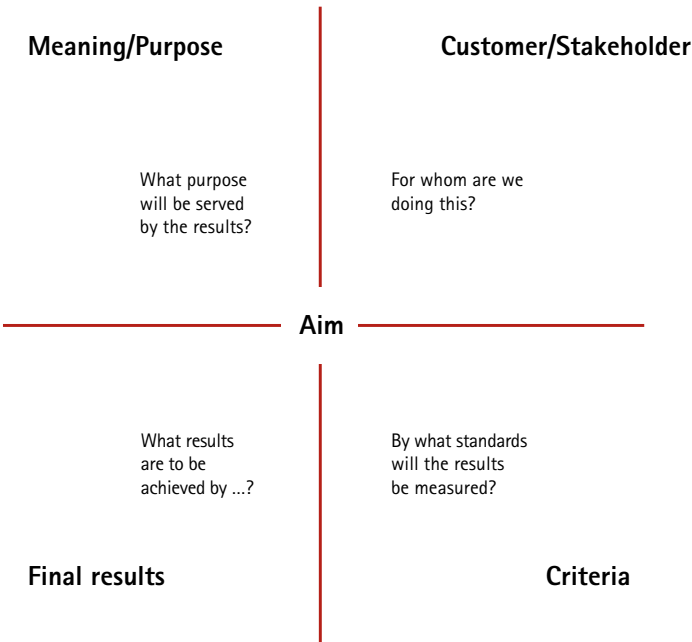 Meaning/Purpose
Customer/Stakeholder
What purpose
will be served
by the results?
For whom are we
doing this?
Aim
What results
are to be
achieved by ...?
By what standards
will the results
be measured?
Final results
Criteria